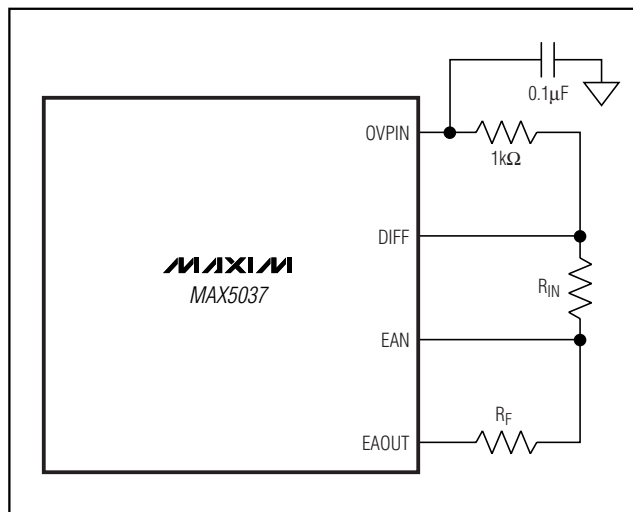 0.1µF
OVPIN
1kΩ
DIFF
MAXIM
MAX5037
RIN
EAN
RF
EAOUT